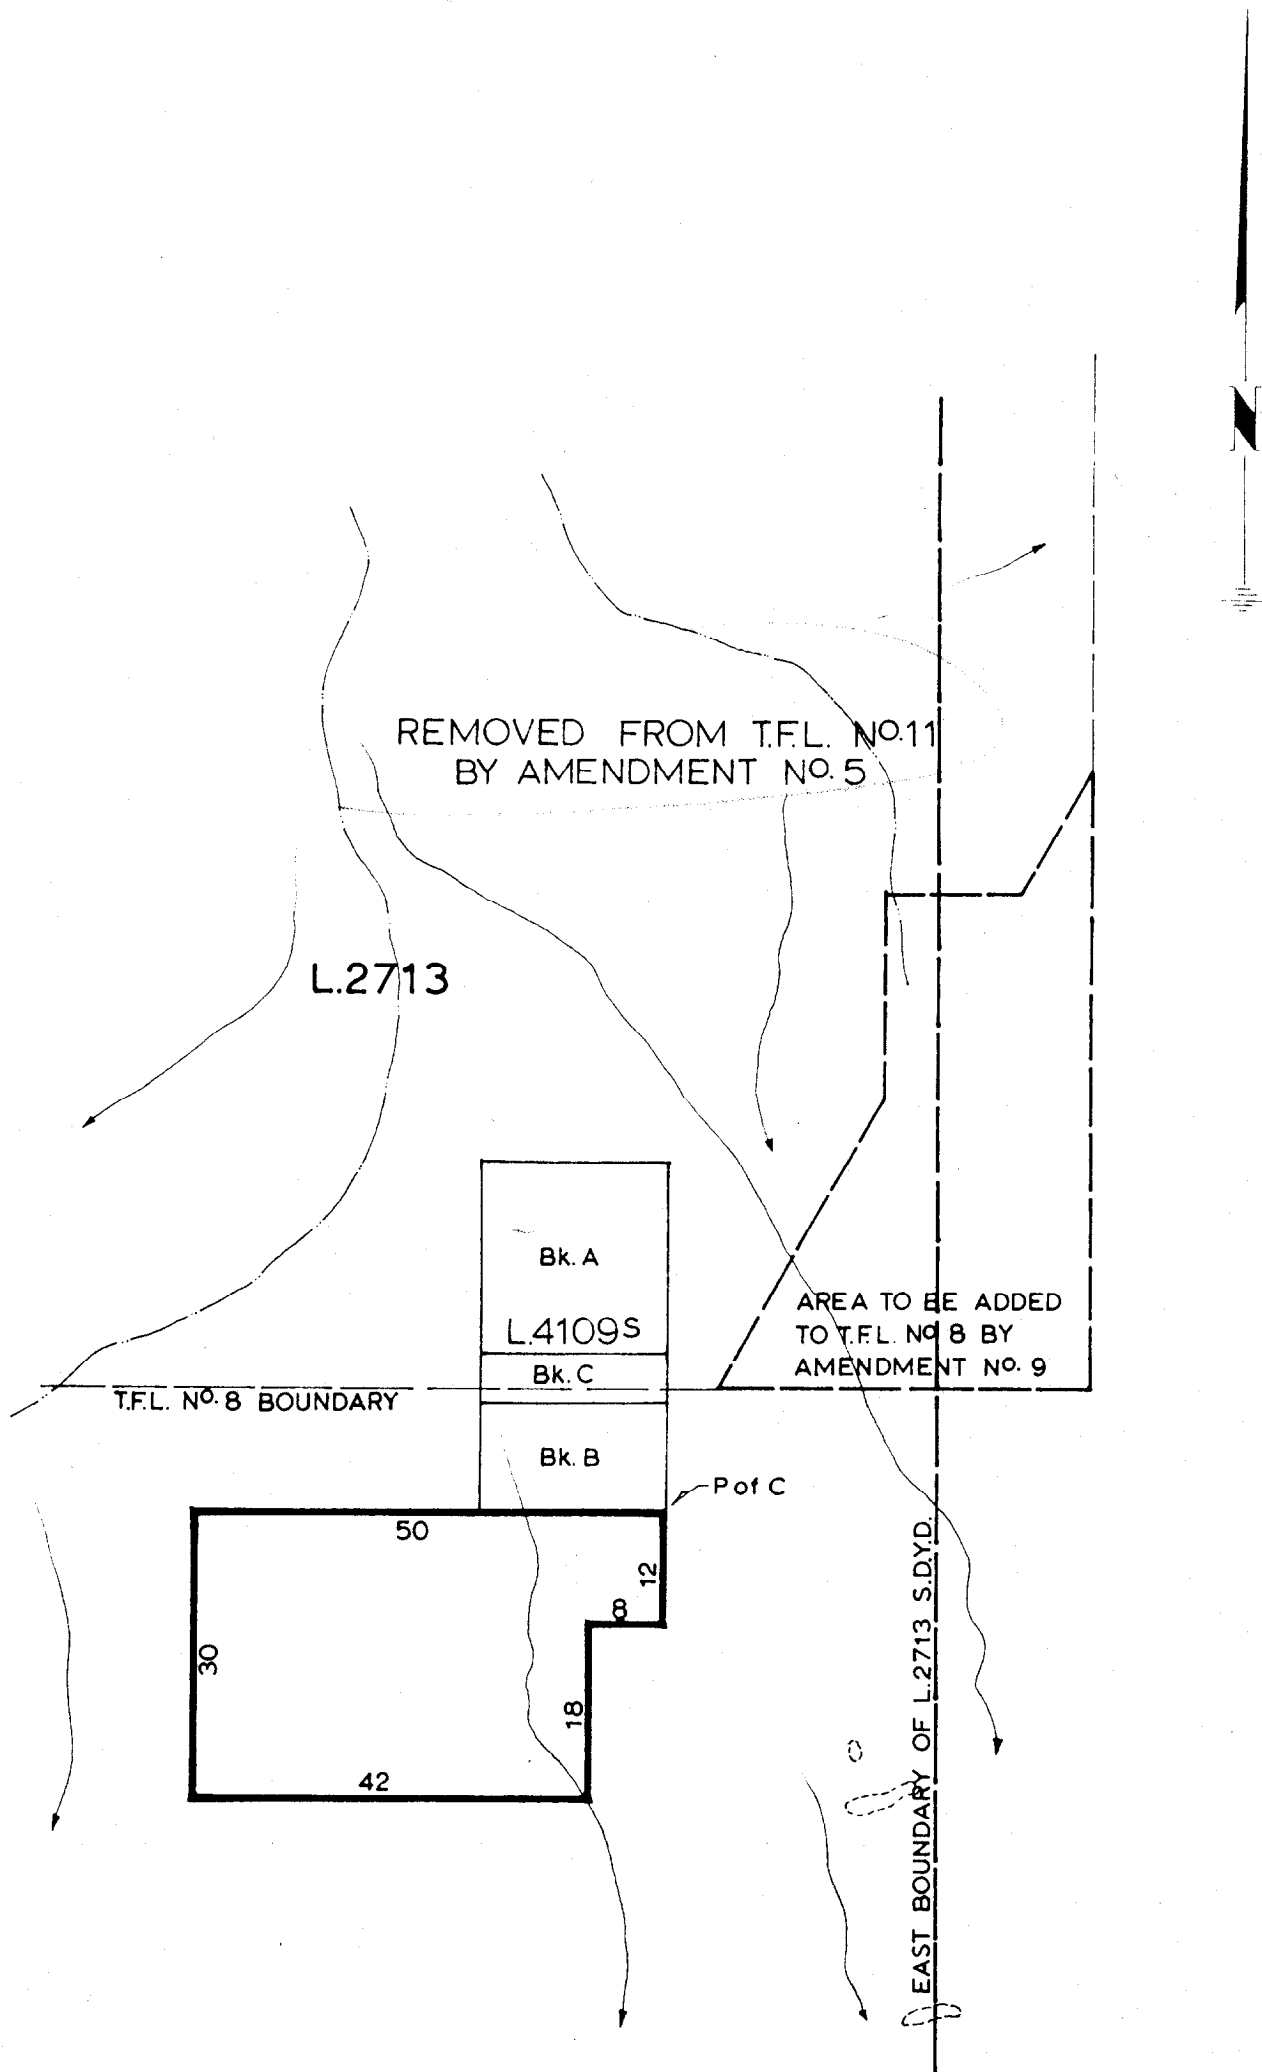 N
REMOVED FROM T.F.L. NO. 11
BY AMENDMENT NO. 5
L.2713
Bk. A
L.4109S
Bk. C
Bk. B
AREA TO BE ADDED
TO T.F.L. NO 8 BY
AMENDMENT NO. 9
T.F.L. NO. 8 BOUNDARY
P of C
50
12
8
30
18
42
EAST BOUNDARY OF L.2713 S.D.Y.D.